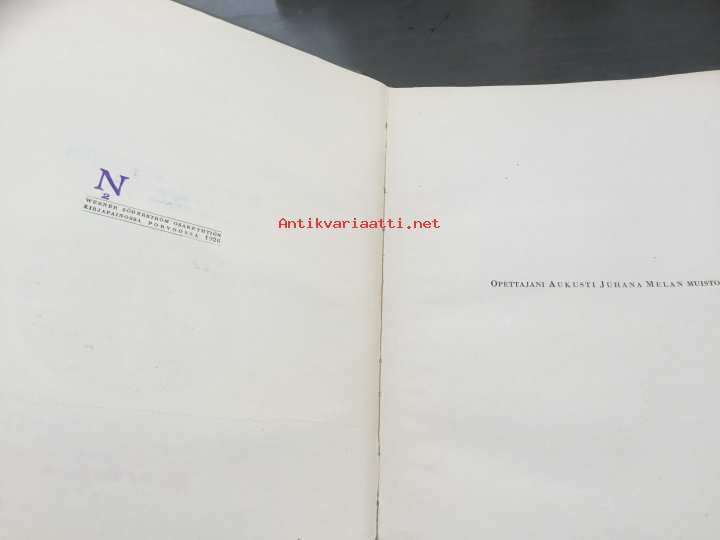 N
2
WERNER SÖDERSTRÖM OSAKEYHTIÖN
KIRJAPAINOSSA PORVOOSSA 1926
Antikvariaatti.net
OPETTAJANI AUKUSTI JUHANA MELAN MUISTO